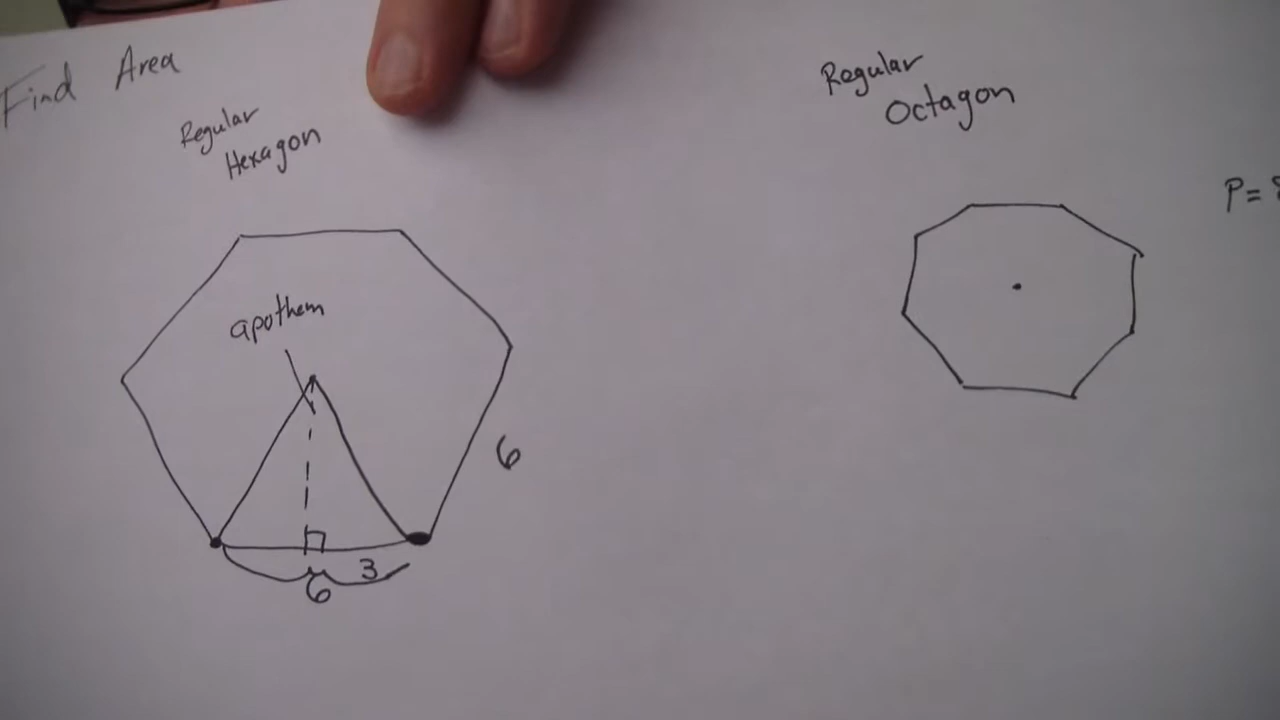 Find Area
Regular
Hexagon
apothem
6
3
6
Regular
Octagon
P=